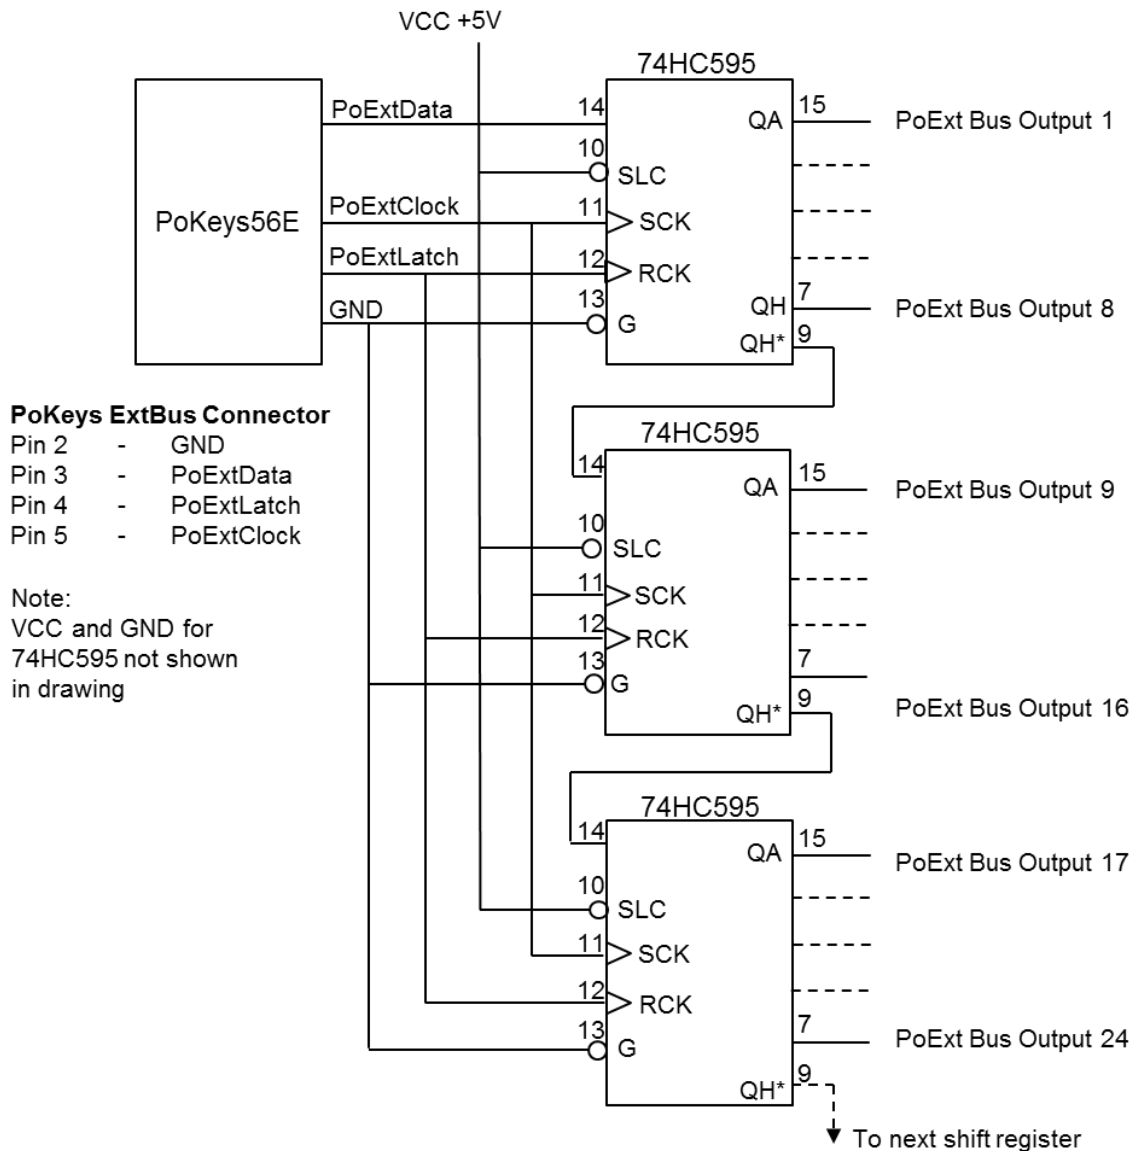 VCC +5V
74HC595
PoKeys56E
PoExtData
PoExtClock
PoExtLatch
GND
14
10
SLC
11
SCK
12
RCK
13
G
QA
15
PoExt Bus Output 1
QH
7
PoExt Bus Output 8
QH*
9
PoKeys ExtBus Connector
Pin 2 - GND
Pin 3 - PoExtData
Pin 4 - PoExtLatch
Pin 5 - PoExtClock
Note:
VCC and GND for
74HC595 not shown
in drawing
74HC595
14
10
SLC
11
SCK
12
RCK
13
G
QA
15
PoExt Bus Output 9
7
PoExt Bus Output 16
QH*
9
74HC595
14
10
SLC
11
SCK
12
RCK
13
G
QA
15
PoExt Bus Output 17
7
PoExt Bus Output 24
QH*
9
To next shift register